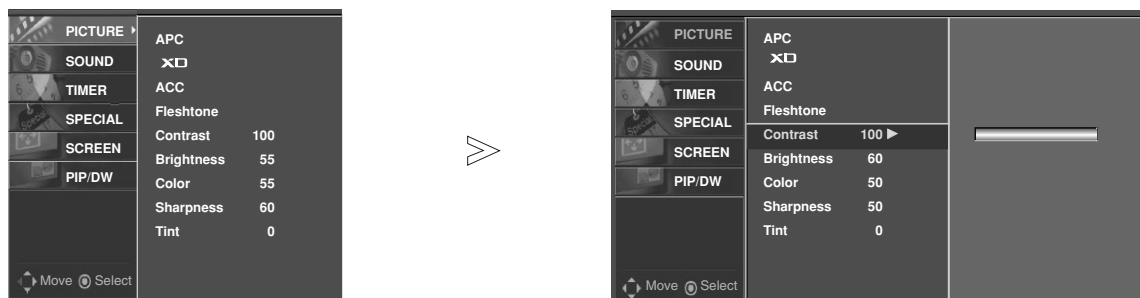 PICTURE
SOUND
TIMER
SPECIAL
SCREEN
PIP/DW
Move Select
APC
XD
ACC
Fleshtone
Contrast 100
Brightness 55
Color 55
Sharpness 60
Tint 0
>
PICTURE
SOUND
TIMER
SPECIAL
SCREEN
PIP/DW
Move Select
APC
XD
ACC
Fleshtone
Contrast 100
Brightness 60
Color 50
Sharpness 50
Tint 0